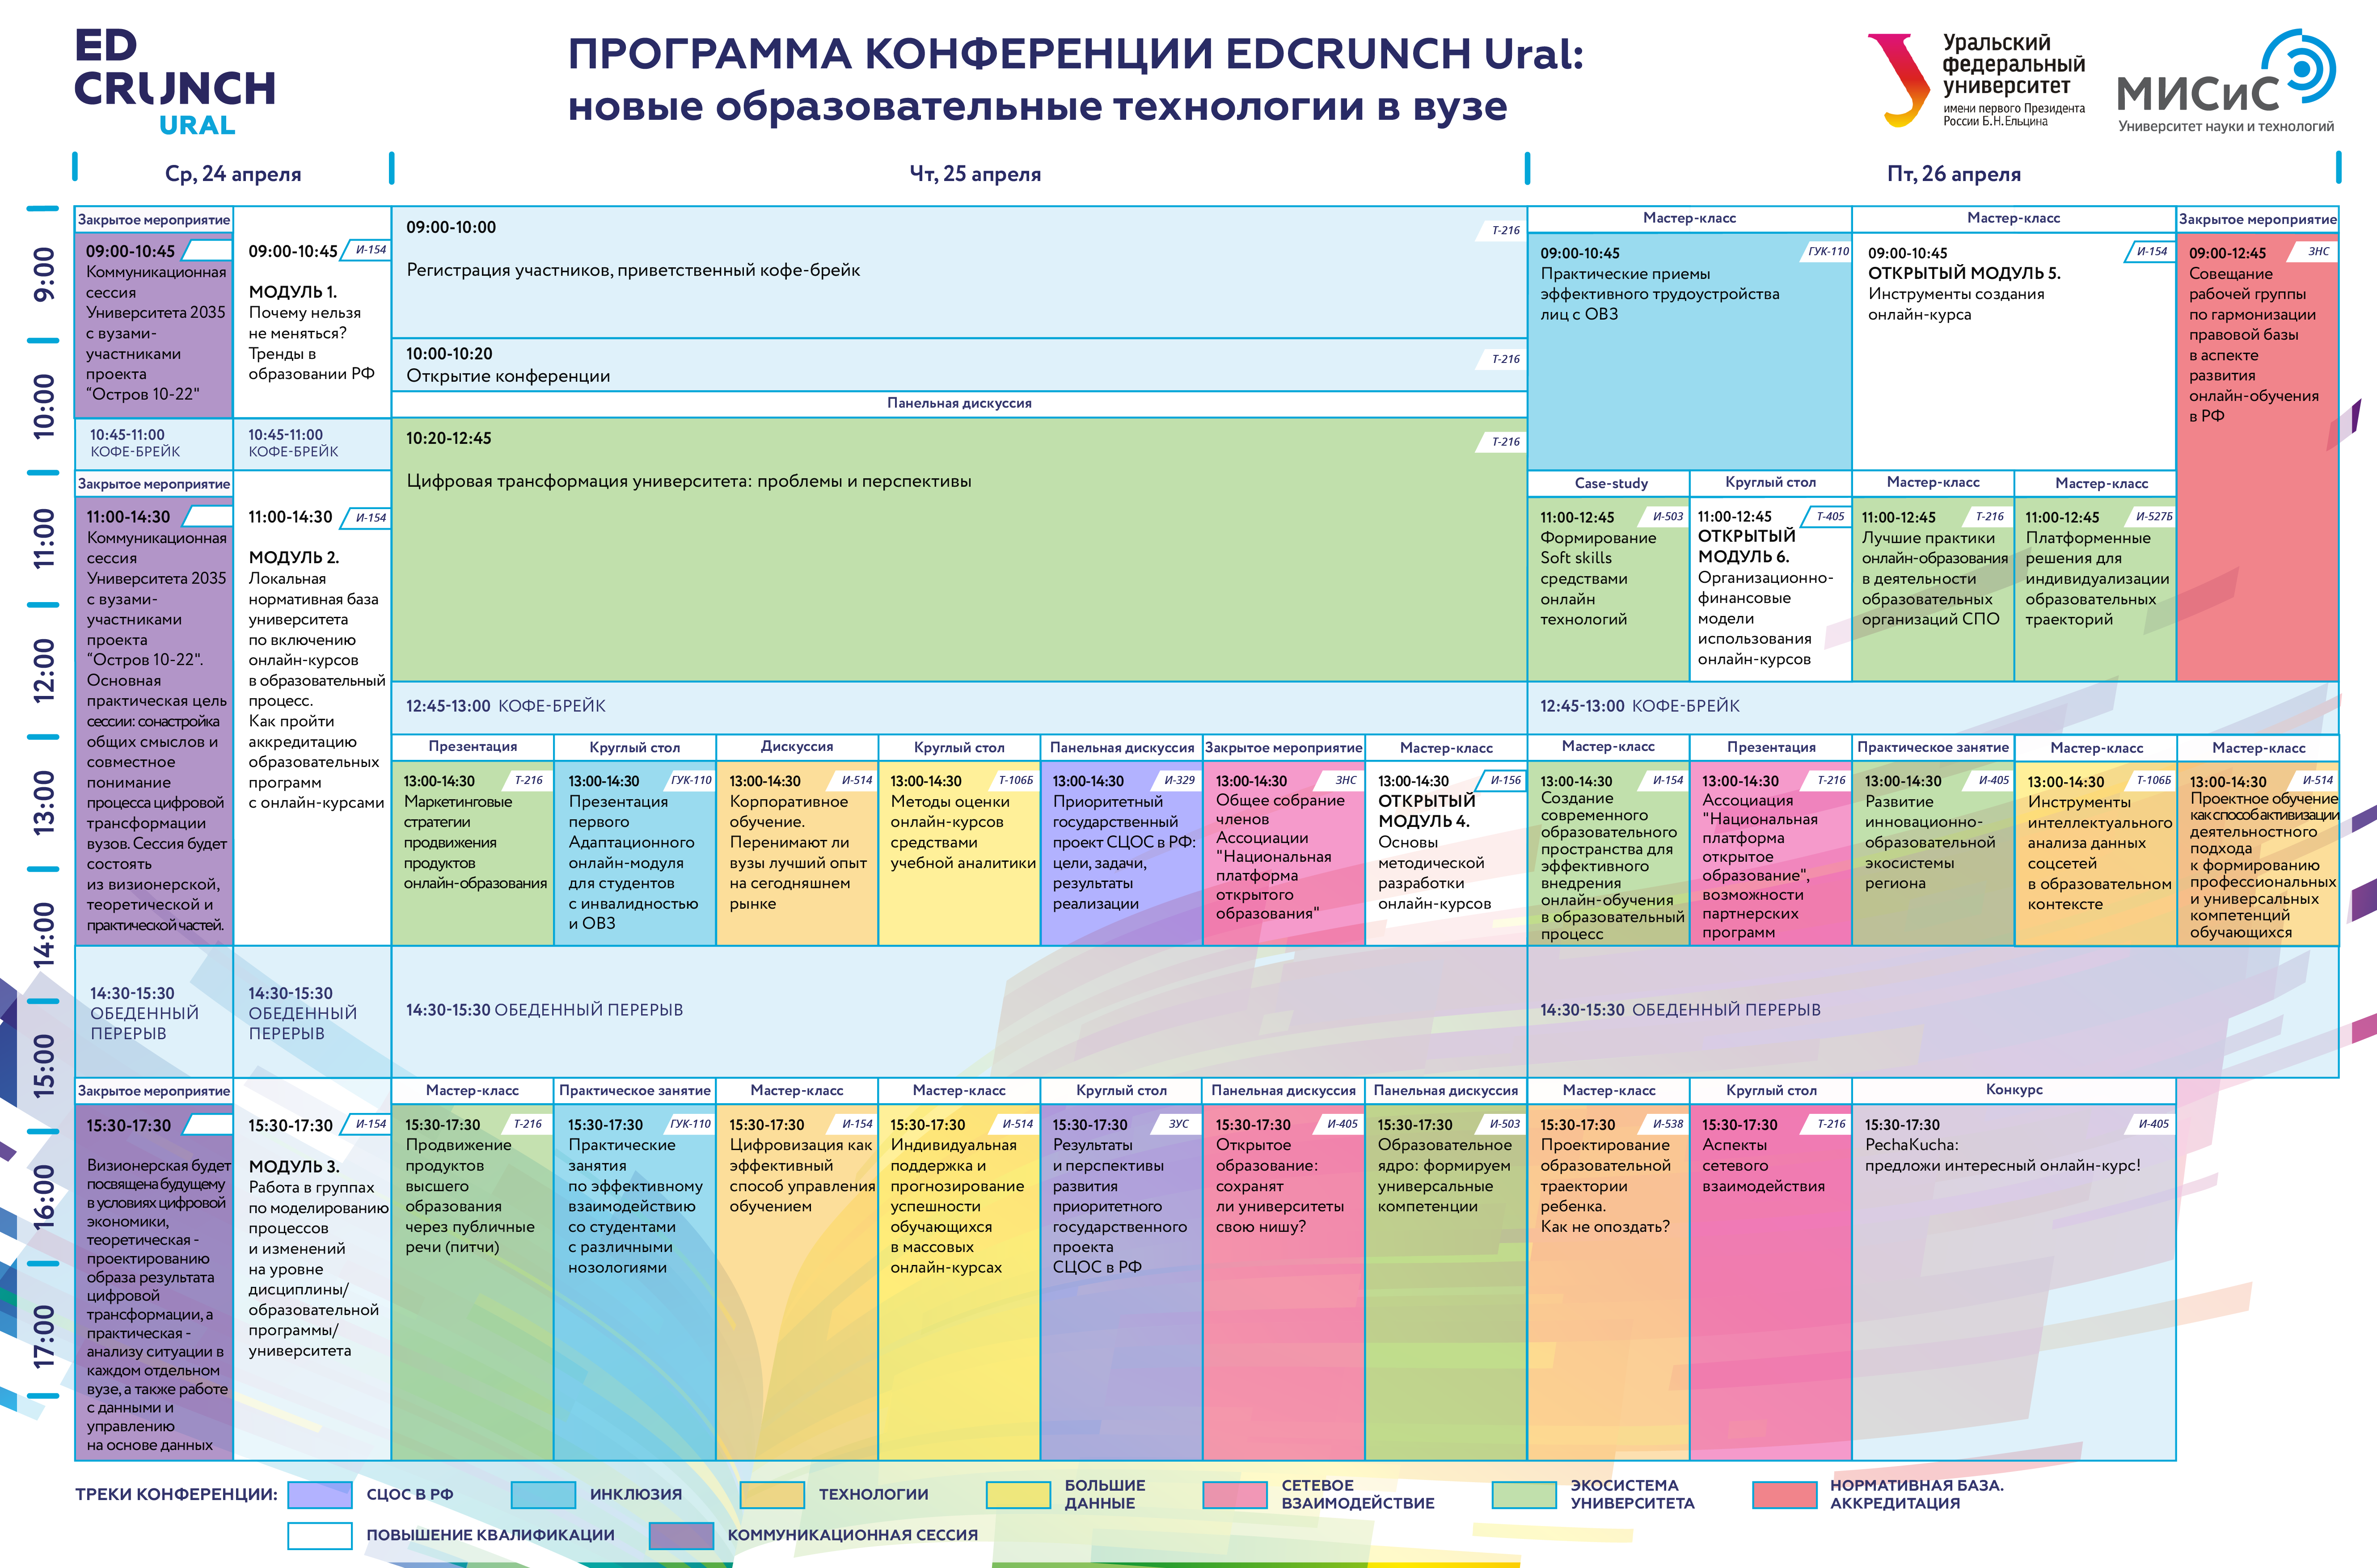 ED
CRUNCH
URAL
ПРОГРАММА КОНФЕРЕНЦИИ EDCRUNCH Ural:
новые образовательные технологии в вузе
Уральский
федеральный
университет
имени первого Президента
России Б.Н.Ельцина
МИСиС
Университет науки и технологий
Ср, 24 апреля
Чт, 25 апреля
Пт, 26 апреля
9:00
10:00
11:00
12:00
13:00
14:00
15:00
16:00
17:00
Закрытое мероприятие
09:00-10:45
Коммуникационная
сессия
Университета 2035
с вузами-
участниками
проекта
“Остров 10-22"
09:00-10:45
И-154
МОДУЛЬ 1.
Почему нельзя
не меняться?
Тренды в
образовании РФ
10:45-11:00
КОФЕ-БРЕЙК
10:45-11:00
КОФЕ-БРЕЙК
Закрытое мероприятие
11:00-14:30
Коммуникационная
сессия
Университета 2035
с вузами-
участниками
проекта
“Остров 10-22".
Основная
практическая цель
сессии: сонастройка
общих смыслов и
совместное
понимание
процесса цифровой
трансформации
вузов. Сессия будет
состоять
из визионерской,
теоретической и
практической частей.
11:00-14:30
И-154
МОДУЛЬ 2.
Локальная
нормативная база
университета
по включению
онлайн-курсов
в образовательный
процесс.
Как пройти
аккредитацию
образовательных
программ
с онлайн-курсами
14:30-15:30
ОБЕДЕННЫЙ
ПЕРЕРЫВ
14:30-15:30
ОБЕДЕННЫЙ
ПЕРЕРЫВ
Закрытое мероприятие
15:30-17:30
Визионерская будет
посвящена будущему
в условиях цифровой
экономики,
теоретическая -
проектированию
образа результата
цифровой
трансформации, а
практическая -
анализу ситуации в
каждом отдельном
вузе, а также работе
с данными и
управлению
на основе данных
15:30-17:30
И-154
МОДУЛЬ 3.
Работа в группах
по моделированию
процессов
и изменений
на уровне
дисциплины/
образовательной
программы/
университета
09:00-10:00
Т-216
Регистрация участников, приветственный кофе-брейк
10:00-10:20
Т-216
Открытие конференции
Панельная дискуссия
10:20-12:45
Т-216
Цифровая трансформация университета: проблемы и перспективы
12:45-13:00 КОФЕ-БРЕЙК
Презентация
13:00-14:30
Т-216
Маркетинговые
стратегии
продвижения
продуктов
онлайн-образования
Круглый стол
13:00-14:30
ГУК-110
Презентация
первого
Адаптационного
онлайн-модуля
для студентов
с инвалидностью
и ОВЗ
Дискуссия
13:00-14:30
И-514
Корпоративное
обучение.
Перенимают ли
вузы лучший опыт
на сегодняшнем
рынке
Круглый стол
13:00-14:30
Т-106Б
Методы оценки
онлайн-курсов
средствами
учебной аналитики
Панельная дискуссия
13:00-14:30
И-329
Приоритетный
государственный
проект СЦОС в РФ:
цели, задачи,
результаты
реализации
Закрытое мероприятие
13:00-14:30
ЗНС
Общее собрание
членов
Ассоциации
"Национальная
платформа
открытого
образования"
Мастер-класс
13:00-14:30
И-156
ОТКРЫТЫЙ
МОДУЛЬ 4.
Основы
методической
разработки
онлайн-курсов
14:30-15:30 ОБЕДЕННЫЙ ПЕРЕРЫВ
Мастер-класс
15:30-17:30
Т-216
Продвижение
продуктов
высшего
образования
через публичные
речи (питчи)
Практическое занятие
15:30-17:30
ГУК-110
Практические
занятия
по эффективному
взаимодействию
со студентами
с различными
нозологиями
Мастер-класс
15:30-17:30
И-154
Цифровизация как
эффективный
способ управления
обучением
Мастер-класс
15:30-17:30
И-514
Индивидуальная
поддержка и
прогнозирование
успешности
обучающихся
в массовых
онлайн-курсах
Круглый стол
15:30-17:30
ЗУС
Результаты
и перспективы
развития
приоритетного
государственного
проекта
СЦОС в РФ
Панельная дискуссия
15:30-17:30
И-405
Открытое
образование:
сохранят
ли университеты
свою нишу?
Панельная дискуссия
15:30-17:30
И-503
Образовательное
ядро: формируем
универсальные
компетенции
Мастер-класс
09:00-10:45
ГУК-110
Практические приемы
эффективного трудоустройства
лиц с ОВЗ
Мастер-класс
09:00-10:45
И-154
ОТКРЫТЫЙ МОДУЛЬ 5.
Инструменты создания
онлайн-курса
Закрытое мероприятие
09:00-12:45
ЗНС
Совещание
рабочей группы
по гармонизации
правовой базы
в аспекте
развития
онлайн-обучения
в РФ
Case-study
11:00-12:45
И-503
Формирование
Soft skills
средствами
онлайн
технологий
Круглый стол
11:00-12:45
Т-405
ОТКРЫТЫЙ
МОДУЛЬ 6.
Организационно-
финансовые
модели
использования
онлайн-курсов
Мастер-класс
11:00-12:45
Т-216
Лучшие практики
онлайн-образования
в деятельности
образовательных
организаций СПО
Мастер-класс
11:00-12:45
И-527Б
Платформенные
решения для
индивидуализации
образовательных
траекторий
12:45-13:00 КОФЕ-БРЕЙК
Мастер-класс
13:00-14:30
И-154
Создание
современного
образовательного
пространства для
эффективного
внедрения
онлайн-обучения
в образовательный
процесс
Презентация
13:00-14:30
Т-216
Ассоциация
"Национальная
платформа
открытое
образование",
возможности
партнерских
программ
Практическое занятие
13:00-14:30
И-405
Развитие
инновационно-
образовательной
экосистемы
региона
Мастер-класс
13:00-14:30
Т-106Б
Инструменты
интеллектуального
анализа данных
соцсетей
в образовательном
контексте
Мастер-класс
13:00-14:30
И-514
Проектное обучение
как способ активизации
деятельностного
подхода
к формированию
профессиональных
и универсальных
компетенций
обучающихся
14:30-15:30 ОБЕДЕННЫЙ ПЕРЕРЫВ
Мастер-класс
15:30-17:30
И-538
Проектирование
образовательной
траектории
ребенка.
Как не опоздать?
Круглый стол
15:30-17:30
Т-216
Аспекты
сетевого
взаимодействия
Конкурс
15:30-17:30
И-405
PechaKucha:
предложи интересный онлайн-курс!
ТРЕКИ КОНФЕРЕНЦИИ:
СЦОС В РФ
ИНКЛЮЗИЯ
ТЕХНОЛОГИИ
БОЛЬШИЕ
ДАННЫЕ
СЕТЕВОЕ
ВЗАИМОДЕЙСТВИЕ
ЭКОСИСТЕМА
УНИВЕРСИТЕТА
НОРМАТИВНАЯ БАЗА.
АККРЕДИТАЦИЯ
ПОВЫШЕНИЕ КВАЛИФИКАЦИИ
КОММУНИКАЦИОННАЯ СЕССИЯ